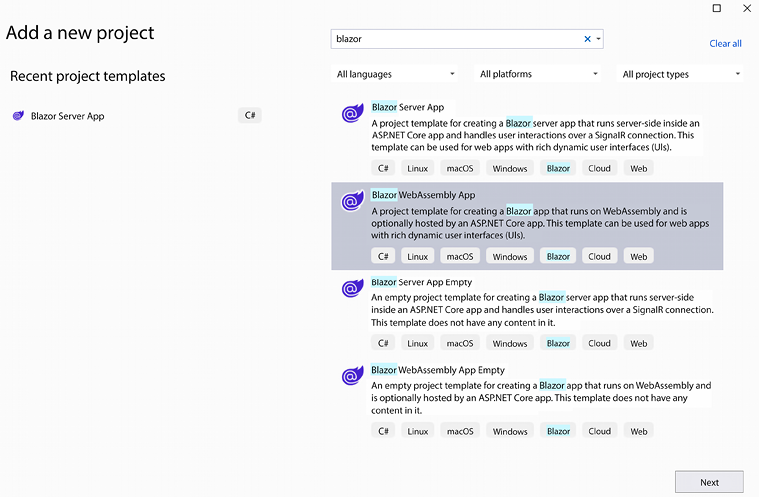 Add a new project
blazor
Clear all
Recent project templates
All languages
All platforms
All project types
Blazor Server App
C#
Blazor Server App
A project template for creating a Blazor server app that runs server-side inside an
ASP.NET Core app and handles user interactions over a SignalR connection. This
template can be used for web apps with rich dynamic user interfaces (UIs).
C# Linux macOS Windows Blazor Cloud Web
Blazor WebAssembly App
A project template for creating a Blazor app that runs on WebAssembly and is
optionally hosted by an ASP.NET Core app. This template can be used for web apps
with rich dynamic user interfaces (UIs).
C# Linux macOS Windows Blazor Cloud Web
Blazor Server App Empty
An empty project template for creating a Blazor server app that runs server-side
inside an ASP.NET Core app and handles user interactions over a SignalR connection.
This template does not have any content in it.
C# Linux macOS Windows Blazor Cloud Web
Blazor WebAssembly App Empty
An empty project template for creating a Blazor app that runs on WebAssembly and
is optionally hosted by an ASP.NET Core app. This template does not have any
content in it.
C# Linux macOS Windows Blazor Cloud Web
Next